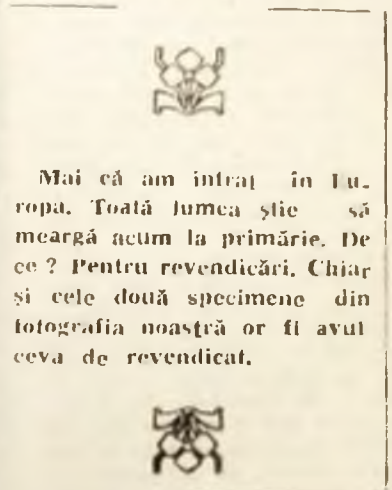 Mai că am intrat în Eu-
ropa. Toată lumea știe să
meargă acum la primărie. De
ce ? Pentru revendicări. Chiar
și cele două specimene din
fotografia noastră or fi avut
ceva de revendicat.